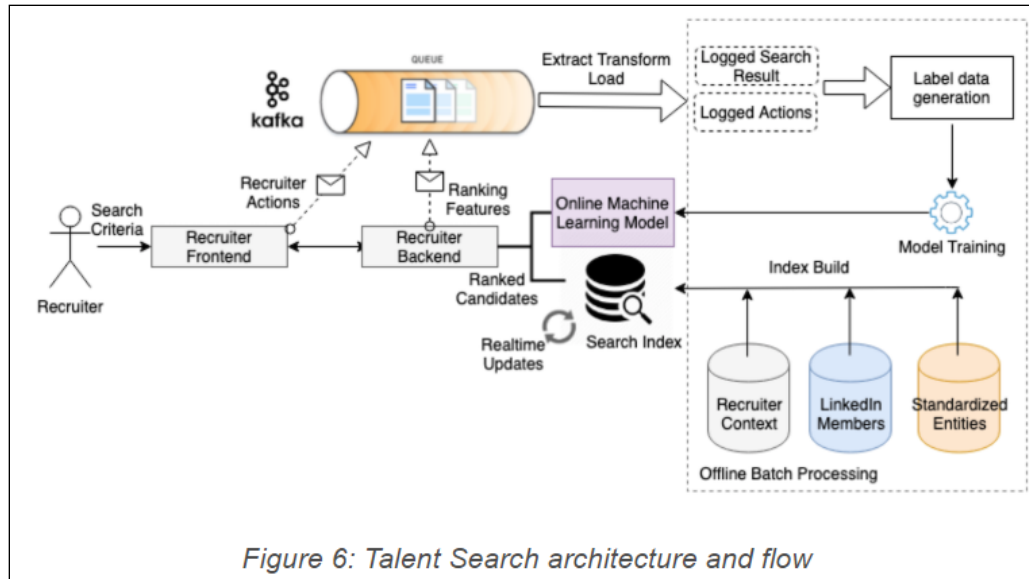 QUEUE
kafka
Extract Transform
Load
Logged Search
Result
Logged Actions
Label data
generation
Recruiter
Actions
Ranking
Features
Search
Criteria
Recruiter
Recruiter
Frontend
Recruiter
Backend
Online Machine
Learning Model
Model Training
Ranked
Candidates
Index Build
Realtime
Updates
Search Index
Recruiter
Context
LinkedIn
Members
Standardized
Entities
Offline Batch Processing
Figure 6: Talent Search architecture and flow